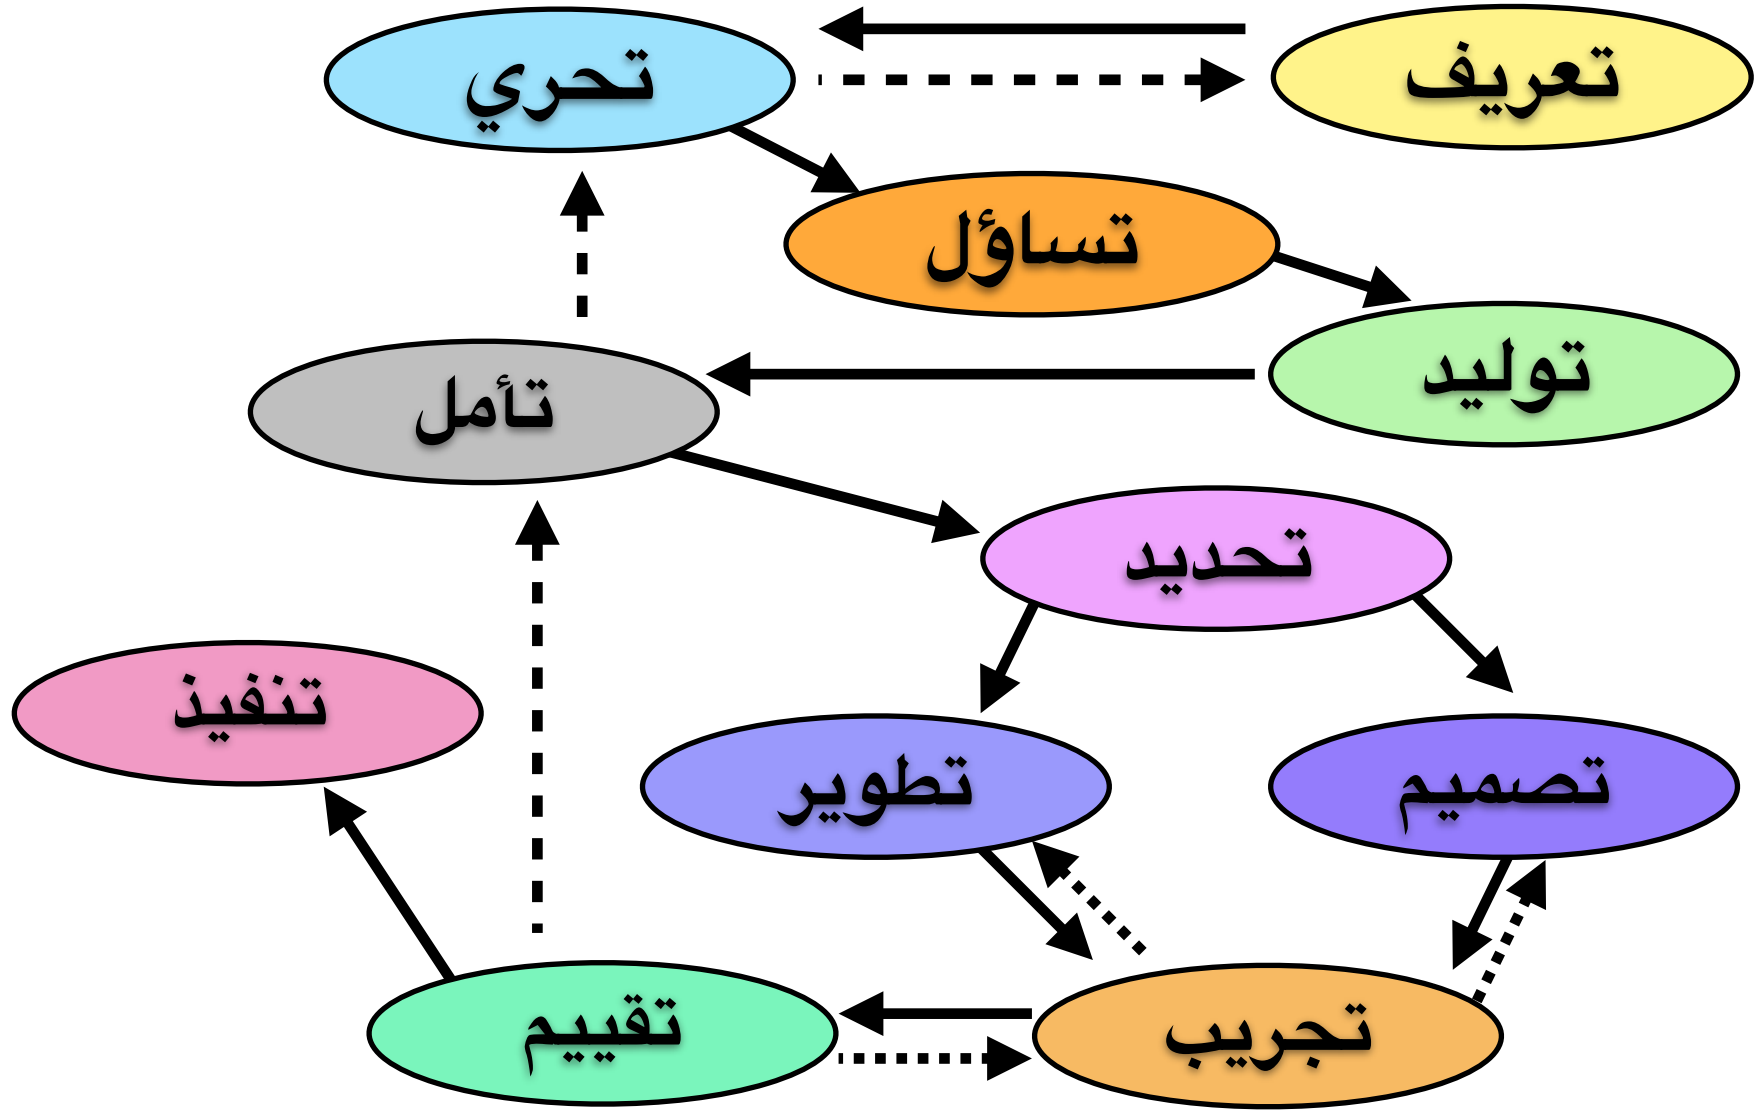 تعريف
تحري
تساؤل
توليد
تأمل
تحديد
تنفيذ
تطوير
تصميم
تقييم
تجريب